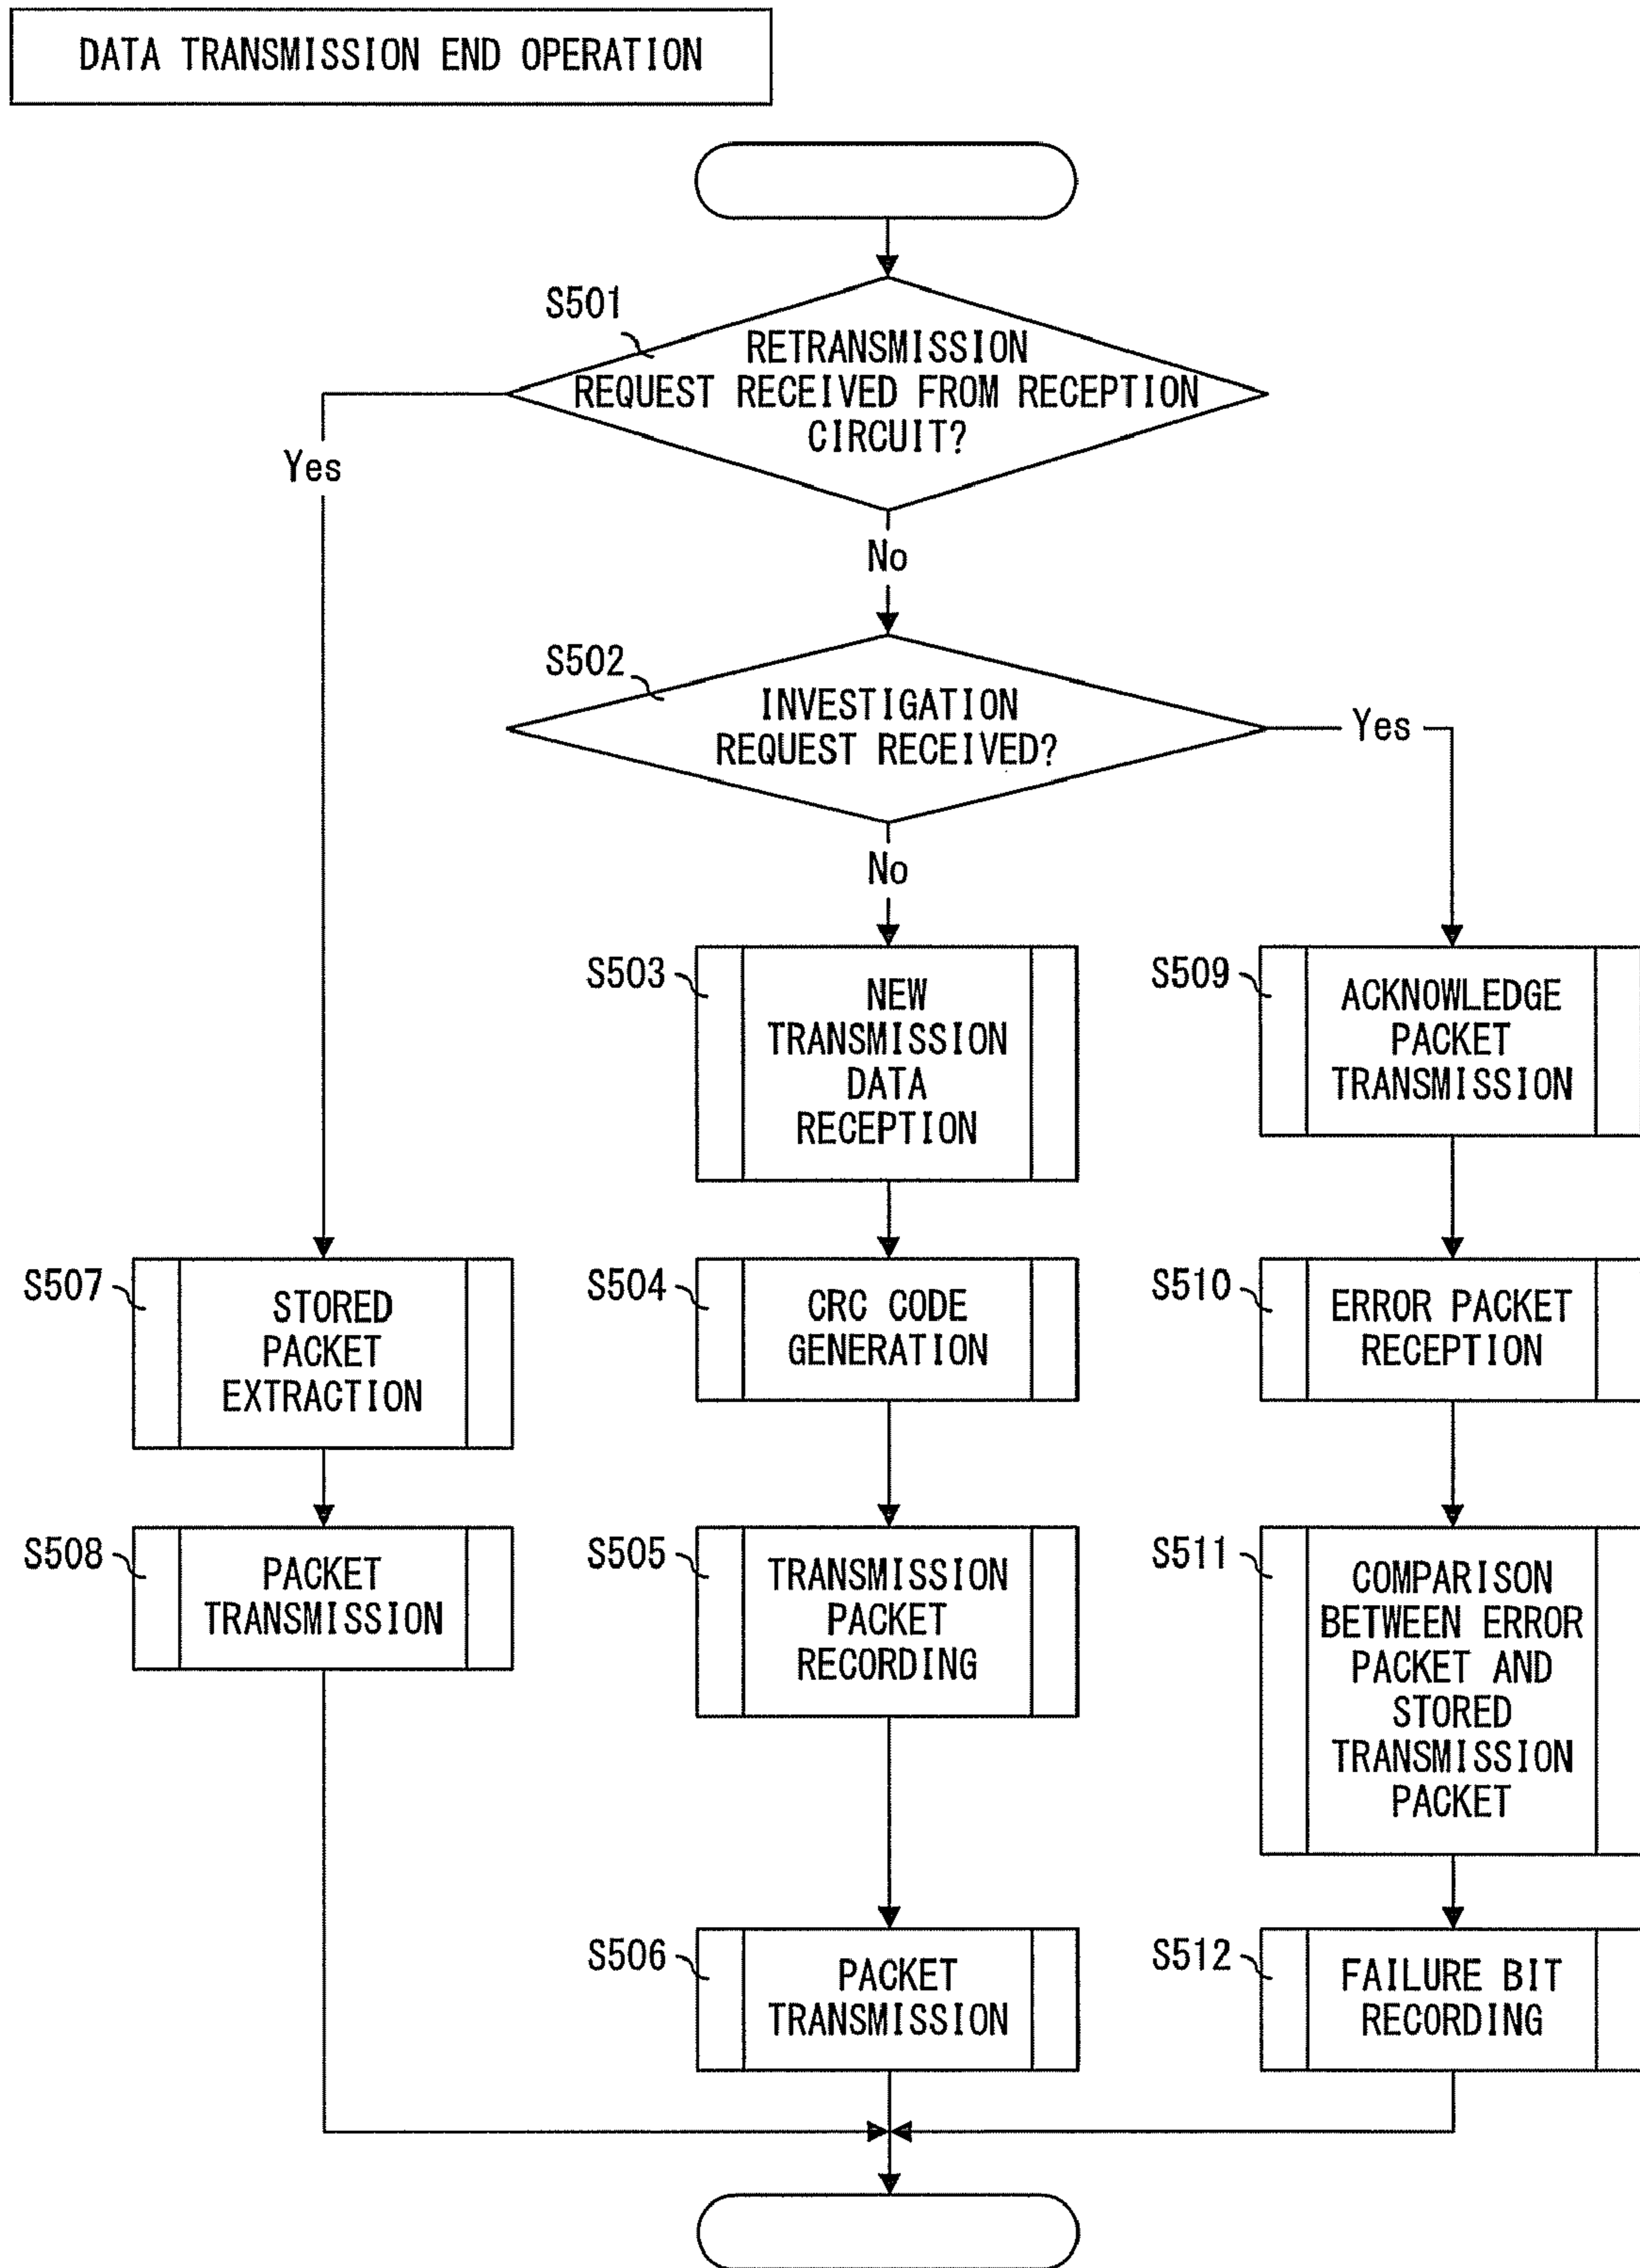 DATA TRANSMISSION END OPERATION
S501
RETRANSMISSION
REQUEST RECEIVED FROM RECEPTION
CIRCUIT?
Yes
No
S502
INVESTIGATION
REQUEST RECEIVED?
Yes
No
S503
NEW
TRANSMISSION
DATA
RECEPTION
S509
ACKNOWLEDGE
PACKET
TRANSMISSION
S507
STORED
PACKET
EXTRACTION
S504
CRC CODE
GENERATION
S510
ERROR PACKET
RECEPTION
S508
PACKET
TRANSMISSION
S505
TRANSMISSION
PACKET
RECORDING
S511
COMPARISON
BETWEEN ERROR
PACKET AND
STORED
TRANSMISSION
PACKET
S506
PACKET
TRANSMISSION
S512
FAILURE BIT
RECORDING